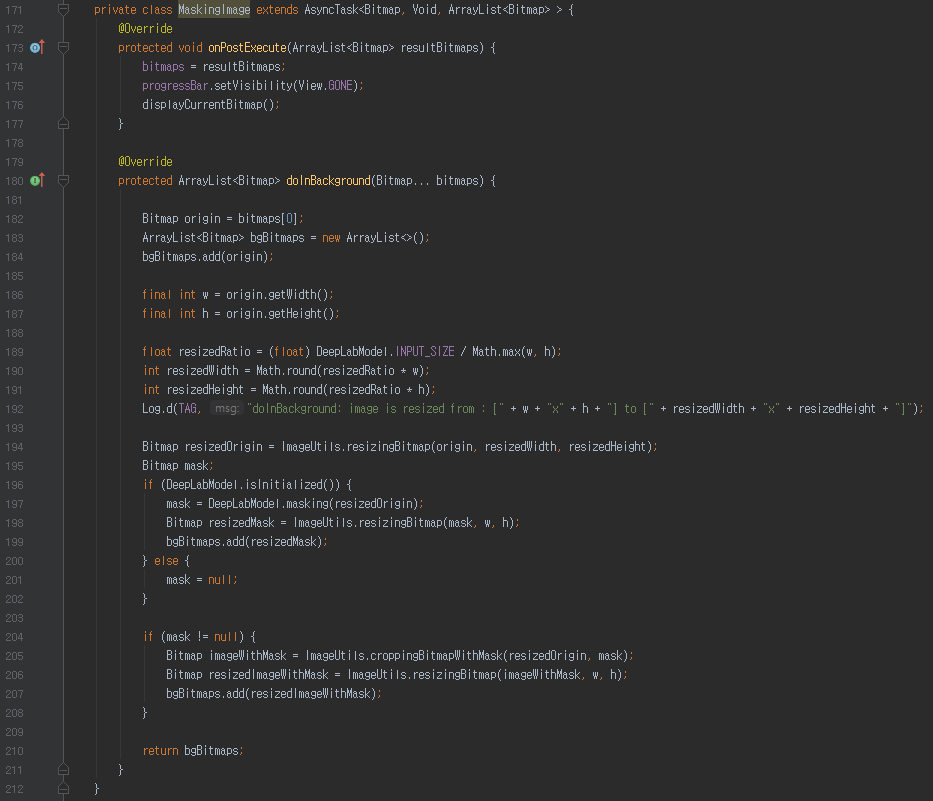 171 private class MaskingImage extends AsyncTask<Bitmap, Void, ArrayList<Bitmap> > {
172 @Override
173 protected void onPostExecute(ArrayList<Bitmap> resultBitmaps) {
174 bitmaps = resultBitmaps;
175 progressBar.setVisibility(View.GONE);
176 displayCurrentBitmap();
177 }
178
179 @Override
180 protected ArrayList<Bitmap> doInBackground(Bitmap... bitmaps) {
181
182 Bitmap origin = bitmaps[0];
183 ArrayList<Bitmap> bgBitmaps = new ArrayList<>();
184 bgBitmaps.add(origin);
185
186 final int w = origin.getWidth();
187 final int h = origin.getHeight();
188
189 float resizedRatio = (float) DeepLabModel.INPUT_SIZE / Math.max(w, h);
190 int resizedWidth = Math.round(resizedRatio * w);
191 int resizedHeight = Math.round(resizedRatio * h);
192 Log.d(TAG, msg: "doInBackground: image is resized from : [" + w + "x" + h + "] to [" + resizedWidth + "x" + resizedHeight + "]");
193
194 Bitmap resizedOrigin = ImageUtils.resizingBitmap(origin, resizedWidth, resizedHeight);
195 Bitmap mask;
196 if (DeepLabModel.isInitialized()) {
197 mask = DeepLabModel.masking(resizedOrigin);
198 Bitmap resizedMask = ImageUtils.resizingBitmap(mask, w, h);
199 bgBitmaps.add(resizedMask);
200 } else {
201 mask = null;
202 }
203
204 if (mask != null) {
205 Bitmap imageWithMask = ImageUtils.croppingBitmapWithMask(resizedOrigin, mask);
206 Bitmap resizedImageWithMask = ImageUtils.resizingBitmap(imageWithMask, w, h);
207 bgBitmaps.add(resizedImageWithMask);
208 }
209
210 return bgBitmaps;
211 }
212 }